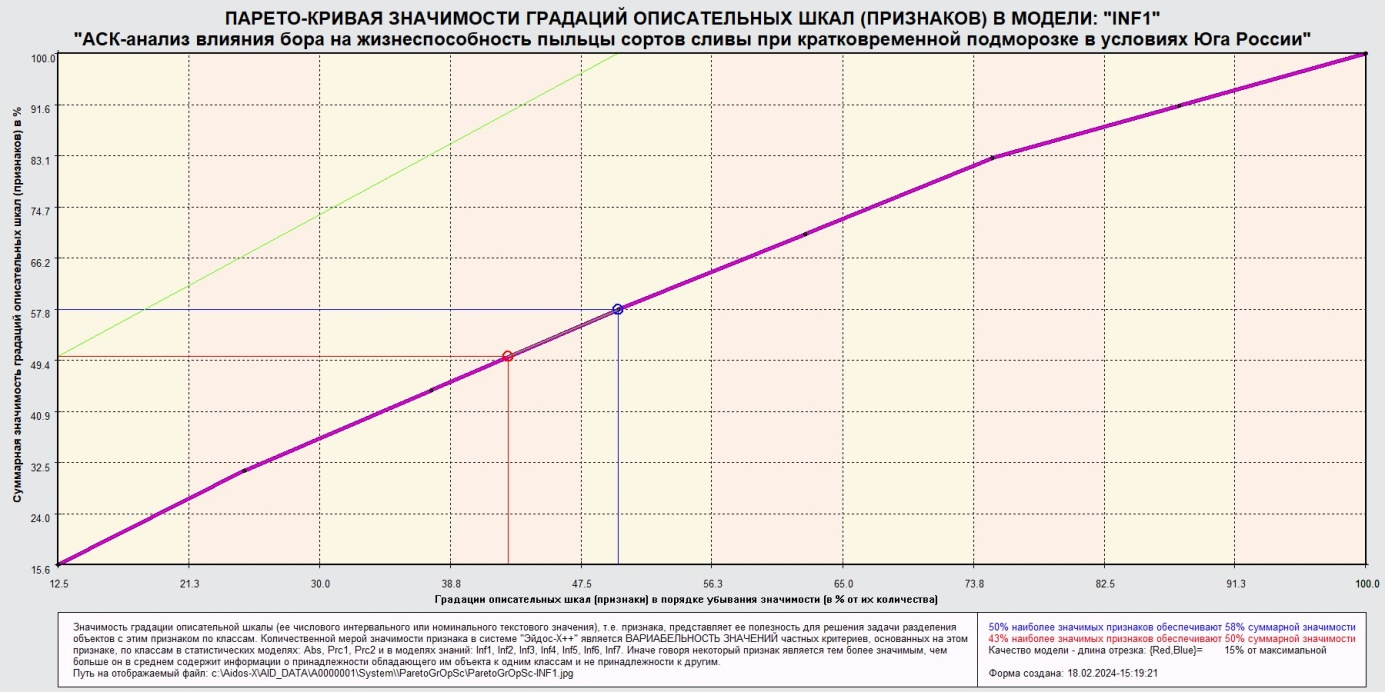 ПАРЕТО-КРИВАЯ ЗНАЧИМОСТИ ГРАДАЦИЙ ОПИСАТЕЛЬНЫХ ШКАЛ (ПРИЗНАКОВ) В МОДЕЛИ: "INF1"
"АСК-анализ влияния бора на жизнеспособность пыльцы сортов сливы при кратковременной подморозке в условиях Юга России"
Суммарная значимость градаций описательных шкал (признаков) в %
100.0
91.6
83.1
74.7
66.2
57.8
49.4
40.9
32.5
24.0
15.6
12.5 21.3 30.0 38.8 47.5 56.3 65.0 73.8 82.5 91.3 100.0
Градации описательных шкал (признаки) в порядке убывания значимости (в % от их количества)
Значимость градации описательной шкалы (ее числового интервального или номинального текстового значения), т.е. признака, представляет ее полезность для решения задачи разделения
объектов с этим признаком по классам. Количественной мерой значимости признака в системе "Эйдос-Х++" является ВАРИАБЕЛЬНОСТЬ ЗНАЧЕНИЙ частных критериев, основанных на этом
признаке, по классам в статистических моделях: Abs, Prc1, Prc2 и в моделях знаний: Inf1, Inf2, Inf3, Inf4, Inf5, Inf6, Inf7. Иначе говоря некоторый признак является тем более значимым, чем
больше он в среднем содержит информации о принадлежности обладающего им объекта к одним классам и не принадлежности к другим.
Путь на отображаемый файл: c:\Aidos-X\AID_DATA\A0000001\System\\ParetoGrOpSc\ParetoGrOpSc-INF1.jpg
50% наиболее значимых признаков обеспечивают 58% суммарной значимости
43% наиболее значимых признаков обеспечивают 50% суммарной значимости
Качество модели - длина отрезка: {Red,Blue}= 15% от максимальной
Форма создана: 18.02.2024-15:19:21